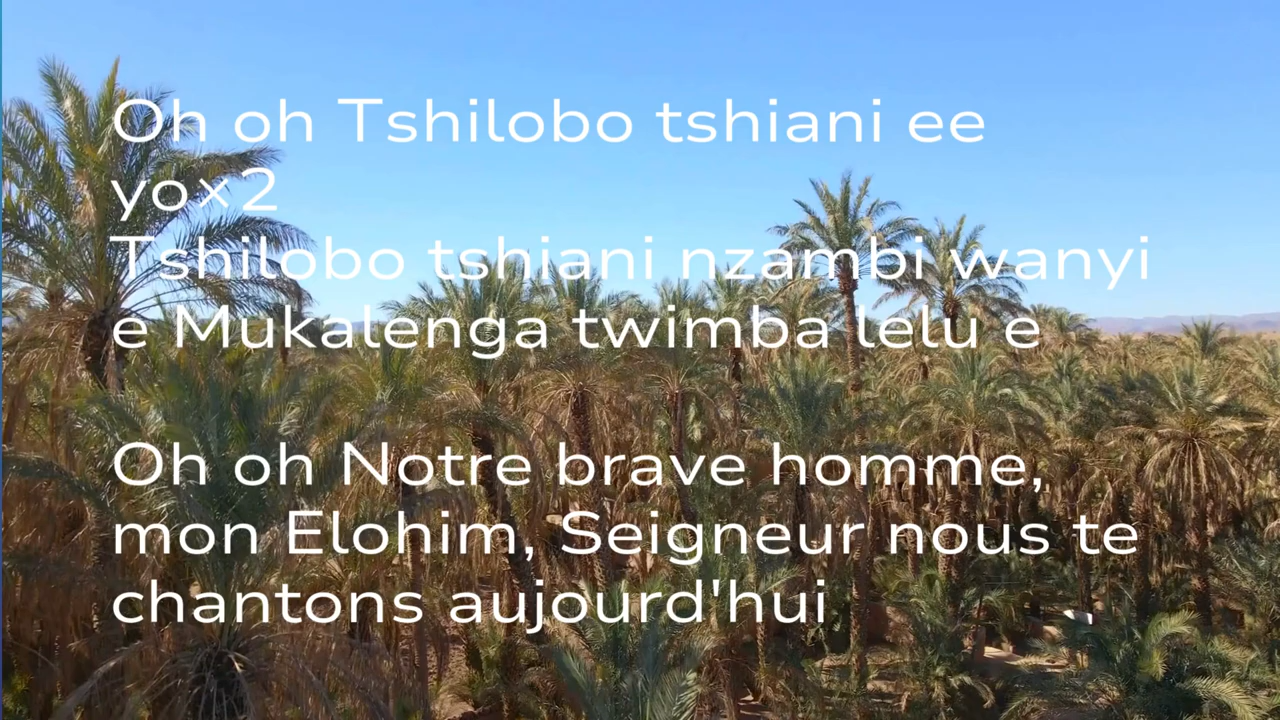 Oh oh Tshilobo tshiani ee
yo×2
Tshilobo tshiani nzambi wanyi
e Mukalenga twimba lelu e
Oh oh Notre brave homme,
mon Elohim, Seigneur nous te
chantons aujourd'hui